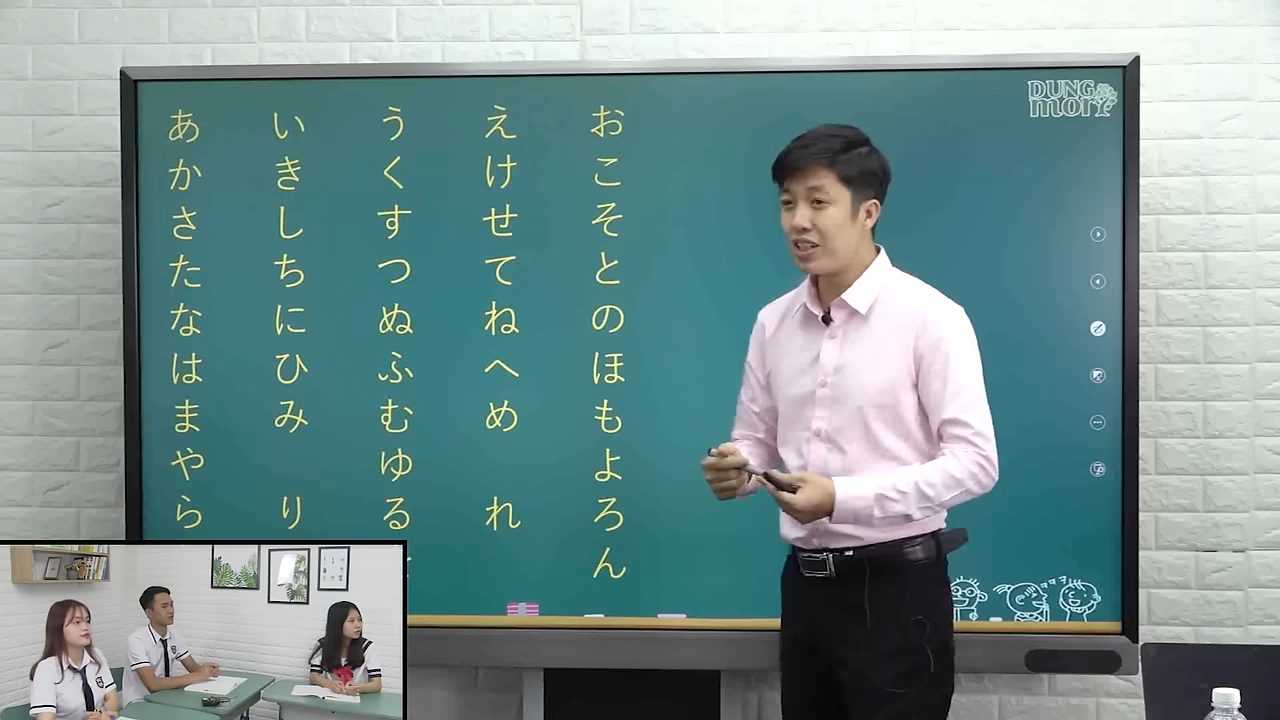 DUNG
mori
あ い う え お
か き く け こ
さ し す せ そ
た ち つ て と
な に ぬ ね の
は ひ ふ へ ほ
ま み む め も
や ゆ よ
ら り る れ ろ
ん